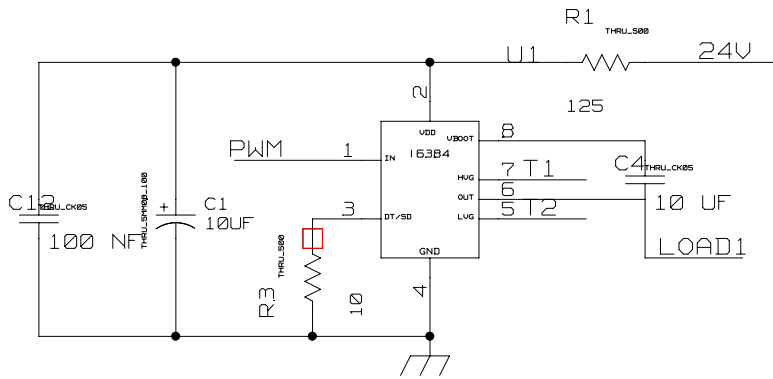 R1
THRU_500
U1
24V
2
125
VDD
VBOOT
8
PWM
1
IN
16384
HVG
7
T1
C4
THRU_CK05
OUT
6
10 UF
C12
THRU_CK05
100 NF
THRU_SMMOB_100
+
C1
10UF
3
DT/SD
LVG
5
T2
LOAD1
THRU_500
GND
R3
10
4